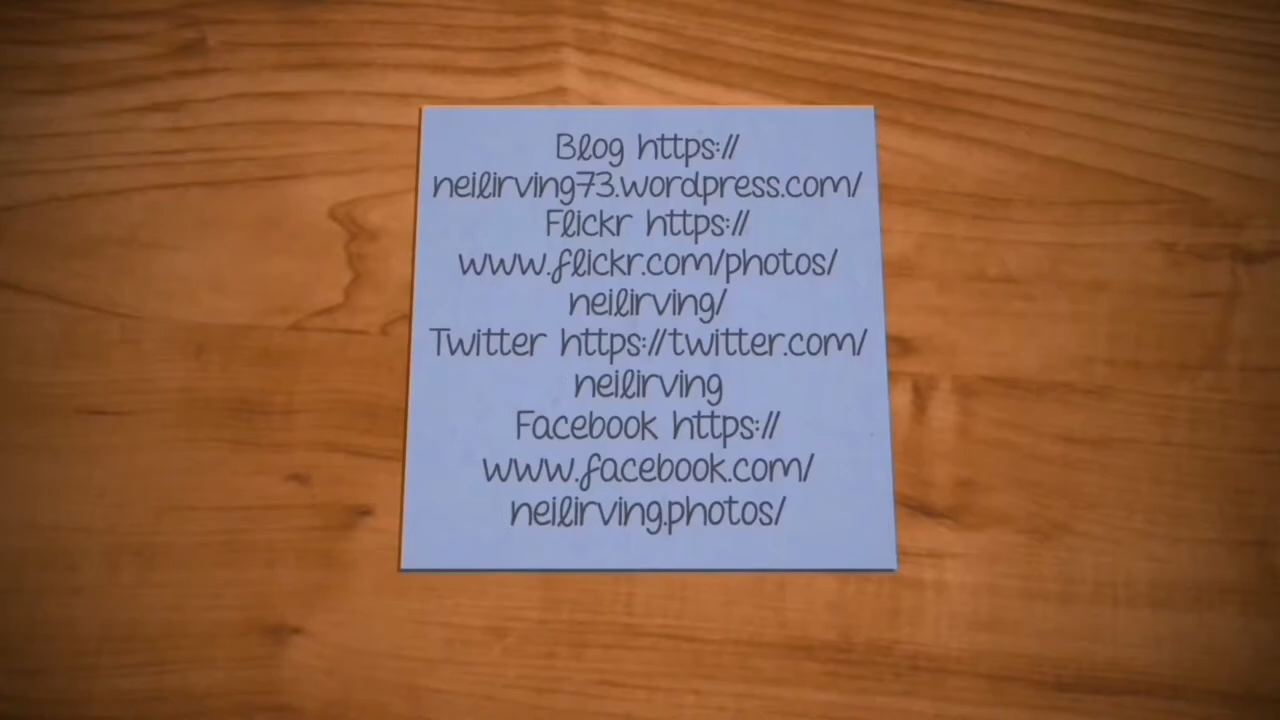 Blog https://
neilirving73.wordpress.com/
Flickr https://
www.flickr.com/photos/
neilirving/
Twitter https://twitter.com/
neilirving
Facebook https://
www.facebook.com/
neilirving.photos/